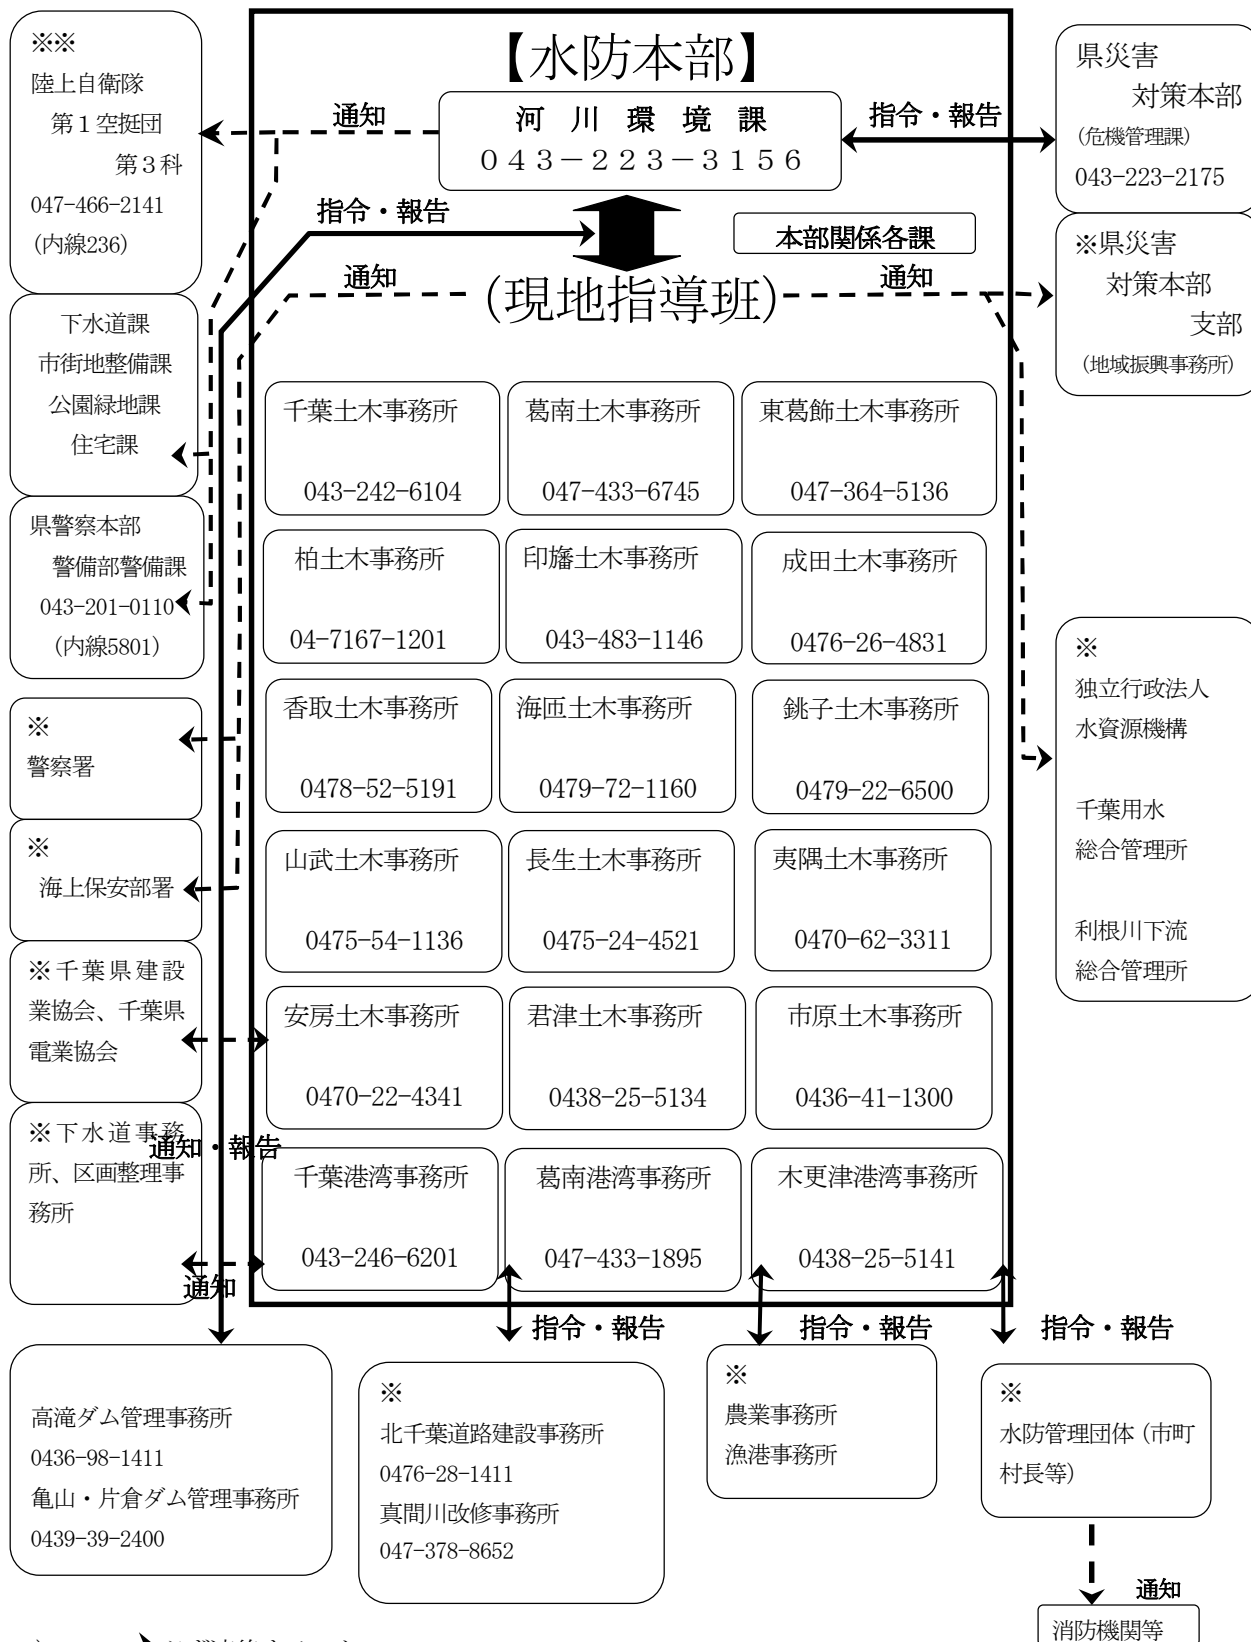 ※※
陸上自衛隊
第1空挺団
第3科
047-466-2141
(内線236)
下水道課
市街地整備課
公園緑地課
住宅課
県警察本部
警備部警備課
043-201-0110
(内線5801)
※
警察署
※
海上保安部署
※千葉県建設
業協会、千葉県
電業協会
※下水道事務
所、区画整理事
務所
【水防本部】
河川環境課
043-223-3156
通知
指令・報告
指令・報告
本部関係各課
通知
(現地指導班)
通知
県災害
対策本部
(危機管理課)
043-223-2175
※県災害
対策本部
支部
(地域振興事務所)
千葉土木事務所
043-242-6104
葛南土木事務所
047-433-6745
東葛飾土木事務所
047-364-5136
柏土木事務所
04-7167-1201
印旛土木事務所
043-483-1146
成田土木事務所
0476-26-4831
香取土木事務所
0478-52-5191
海匝土木事務所
0479-72-1160
銚子土木事務所
0479-22-6500
山武土木事務所
0475-54-1136
長生土木事務所
0475-24-4521
夷隅土木事務所
0470-62-3311
安房土木事務所
0470-22-4341
君津土木事務所
0438-25-5134
市原土木事務所
0436-41-1300
千葉港湾事務所
043-246-6201
葛南港湾事務所
047-433-1895
木更津港湾事務所
0438-25-5141
※
独立行政法人
水資源機構
千葉用水
総合管理所
利根川下流
総合管理所
通知・報告
通知
指令・報告
指令・報告
指令・報告
高滝ダム管理事務所
0436-98-1411
亀山・片倉ダム管理事務所
0439-39-2400
※
北千葉道路建設事務所
0476-28-1411
真間川改修事務所
047-378-8652
※
農業事務所
漁港事務所
※
水防管理団体(市町
村長等)
通知
消防機関等